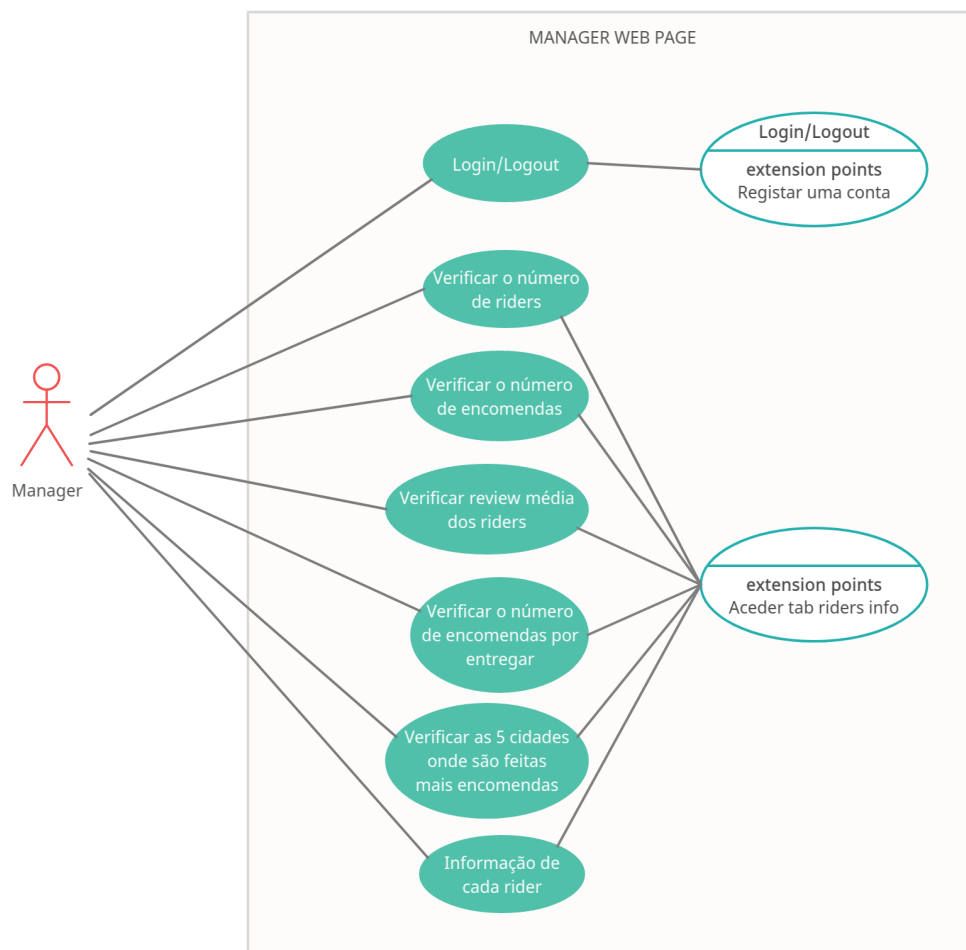 MANAGER WEB PAGE
Login/Logout
Login/Logout
extension points
Registar uma conta
Verificar o número
de riders
Verificar o número
de encomendas
Manager
Verificar review média
dos riders
extension points
Aceder tab riders info
Verificar o número
de encomendas por
entregar
Verificar as 5 cidades
onde são feitas
mais encomendas
Informação de
cada rider